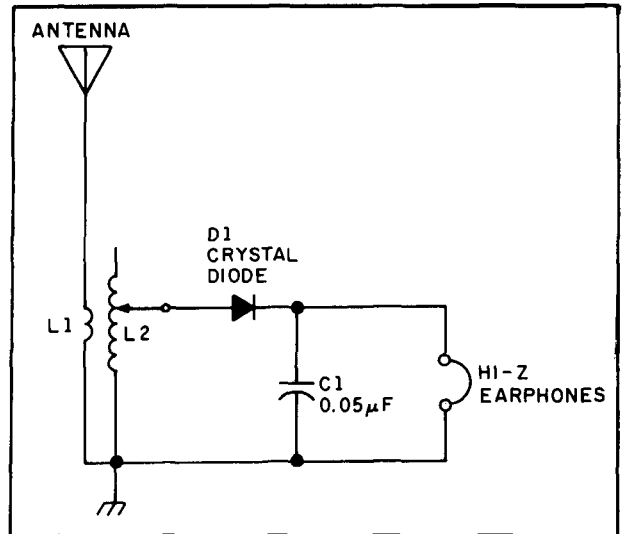 ANTENNA
D1
CRYSTAL
DIODE
L1
L2
C1
0.05µF
HI-Z
EARPHONES